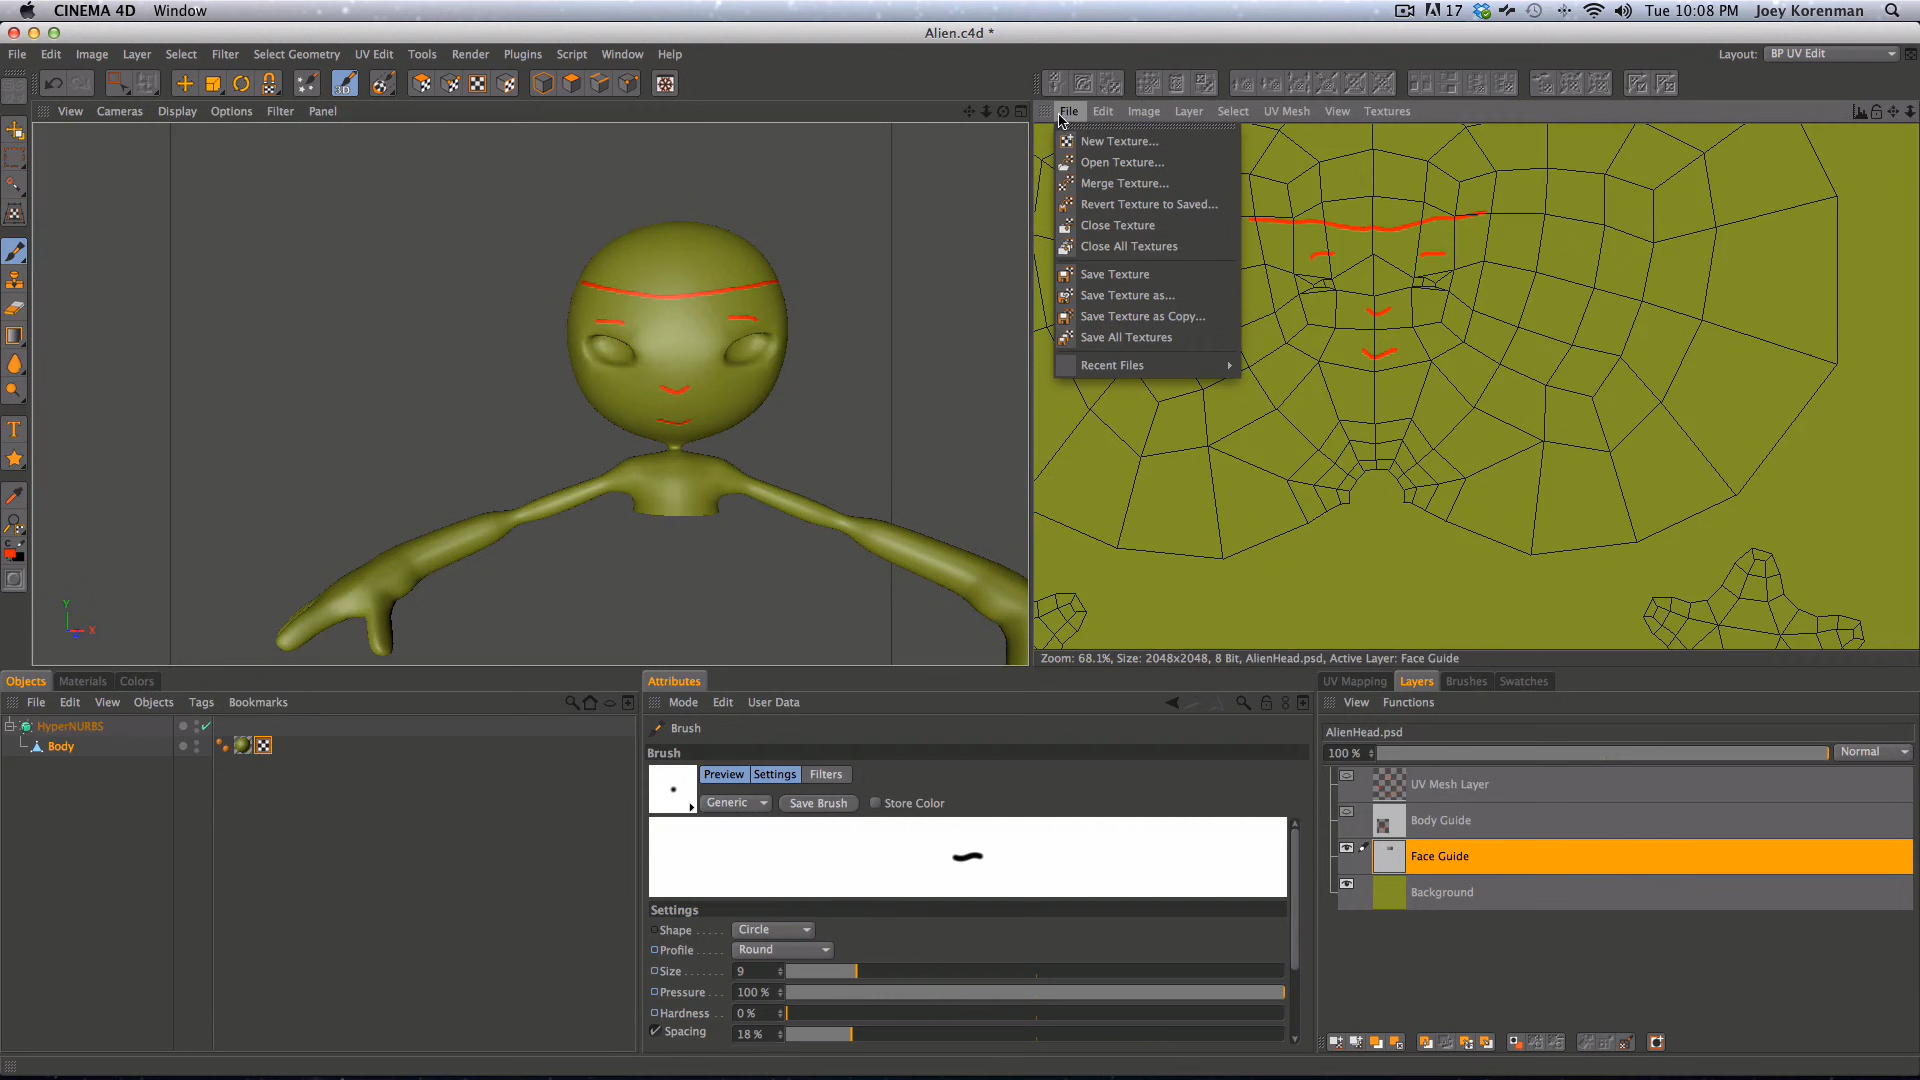 CINEMA 4D Window 17 Tue 10:08 PM Joey Korenman
Alien.c4d *
File Edit Image Layer Select Filter Select Geometry UV Edit Tools Render Plugins Script Window Help Layout: BP UV Edit
3D
View Cameras Display Options Filter Panel
File Edit Image Layer Select UV Mesh View Textures
New Texture...
Open Texture...
Merge Texture...
Revert Texture to Saved...
Close Texture
Close All Textures
Save Texture
Save Texture as...
Save Texture as Copy...
Save All Textures
Recent Files
T
C
Y
X
Zoom: 68.1%, Size: 2048x2048, 8 Bit, AlienHead.psd, Active Layer: Face Guide
Objects Materials Colors
File Edit View Objects Tags Bookmarks
HyperNURBS
Body
Attributes
Mode Edit User Data
Brush
Brush
Preview Settings Filters
Generic Save Brush Store Color
Settings
Shape ..... Circle
Profile .... Round
Size ....... 9
Pressure ... 100 %
Hardness .. 0 %
Spacing 18 %
UV Mapping Layers Brushes Swatches
View Functions
AlienHead.psd
100 % Normal
UV Mesh Layer
Body Guide
Face Guide
Background